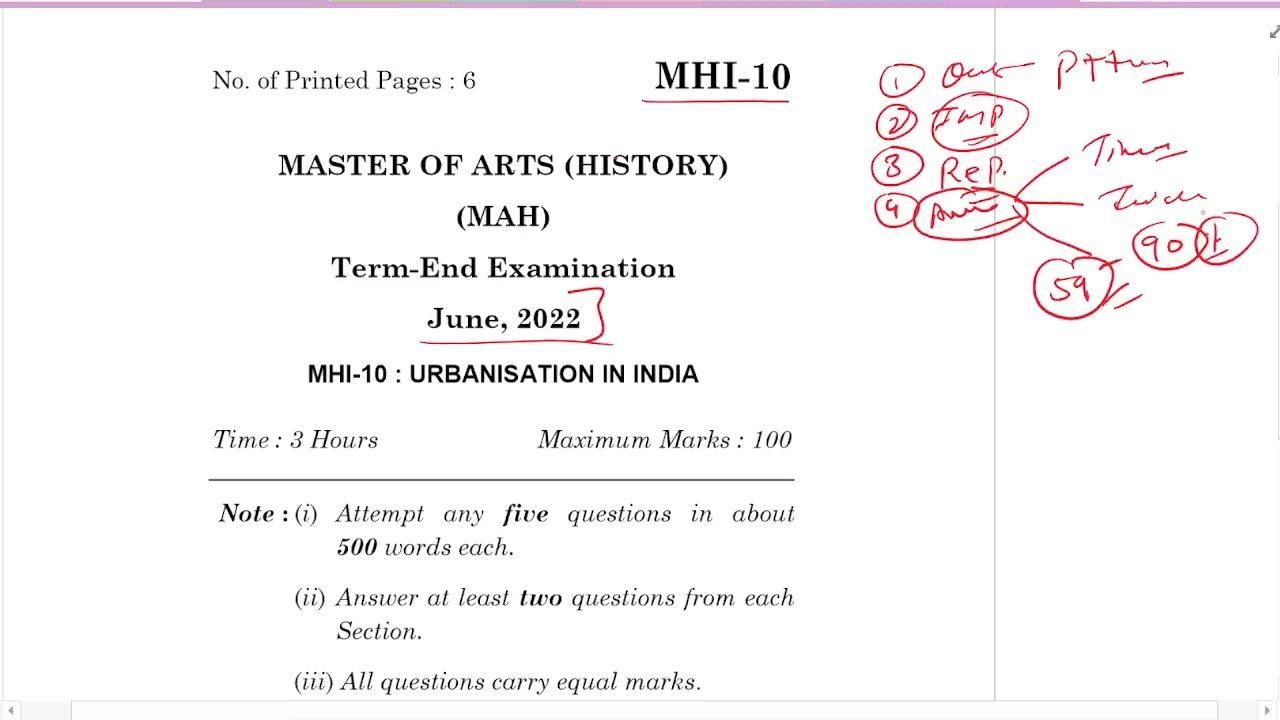 No. of Printed Pages : 6
MHI-10
MASTER OF ARTS (HISTORY)
(MAH)
Term-End Examination
June, 2022
MHI-10 : URBANISATION IN INDIA
Time : 3 Hours
Maximum Marks : 100
Note : (i) Attempt any five questions in about
500 words each.
(ii) Answer at least two questions from each
Section.
(iii) All questions carry equal marks.
1
2 Imp
3 Rep.
4
Times
90
59